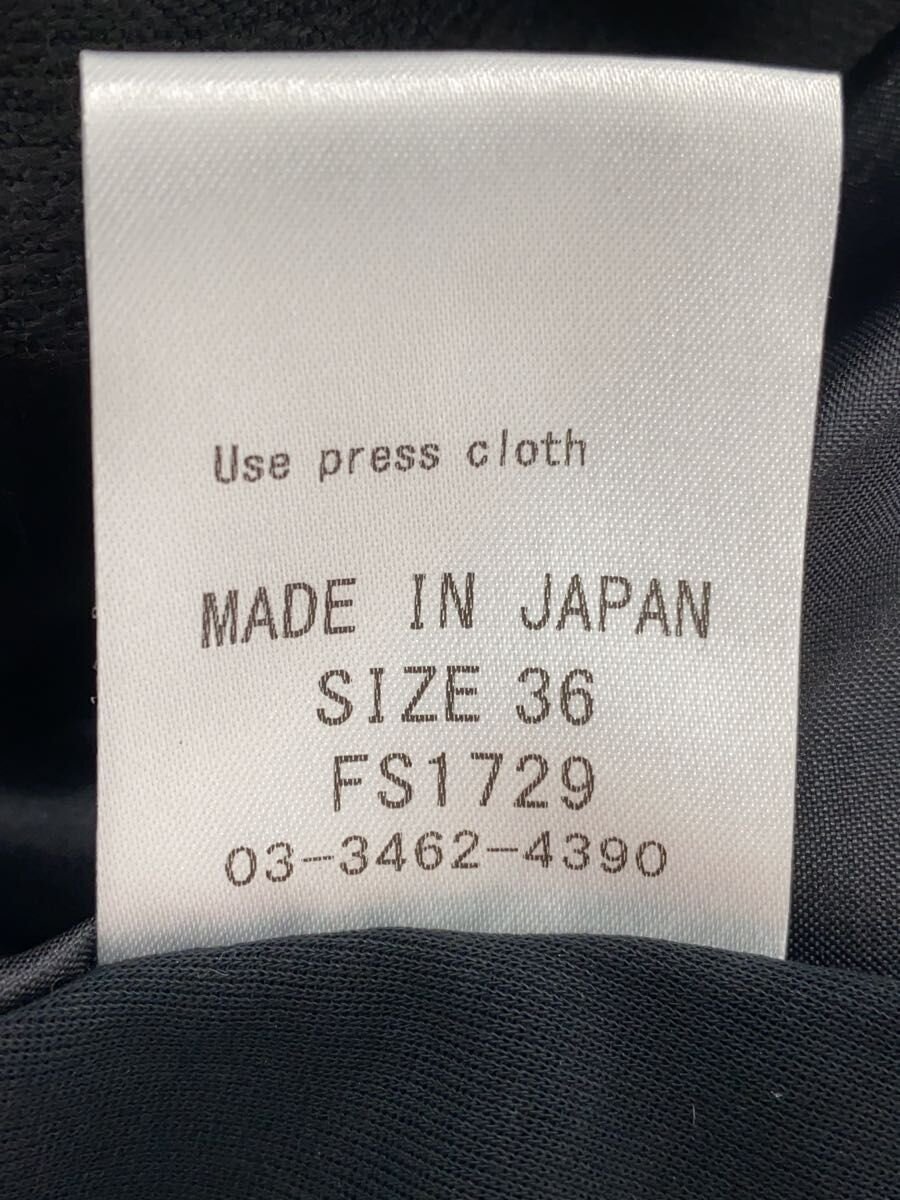 Use press cloth
MADE IN JAPAN
SIZE 36
FS1729
03-3462-4390